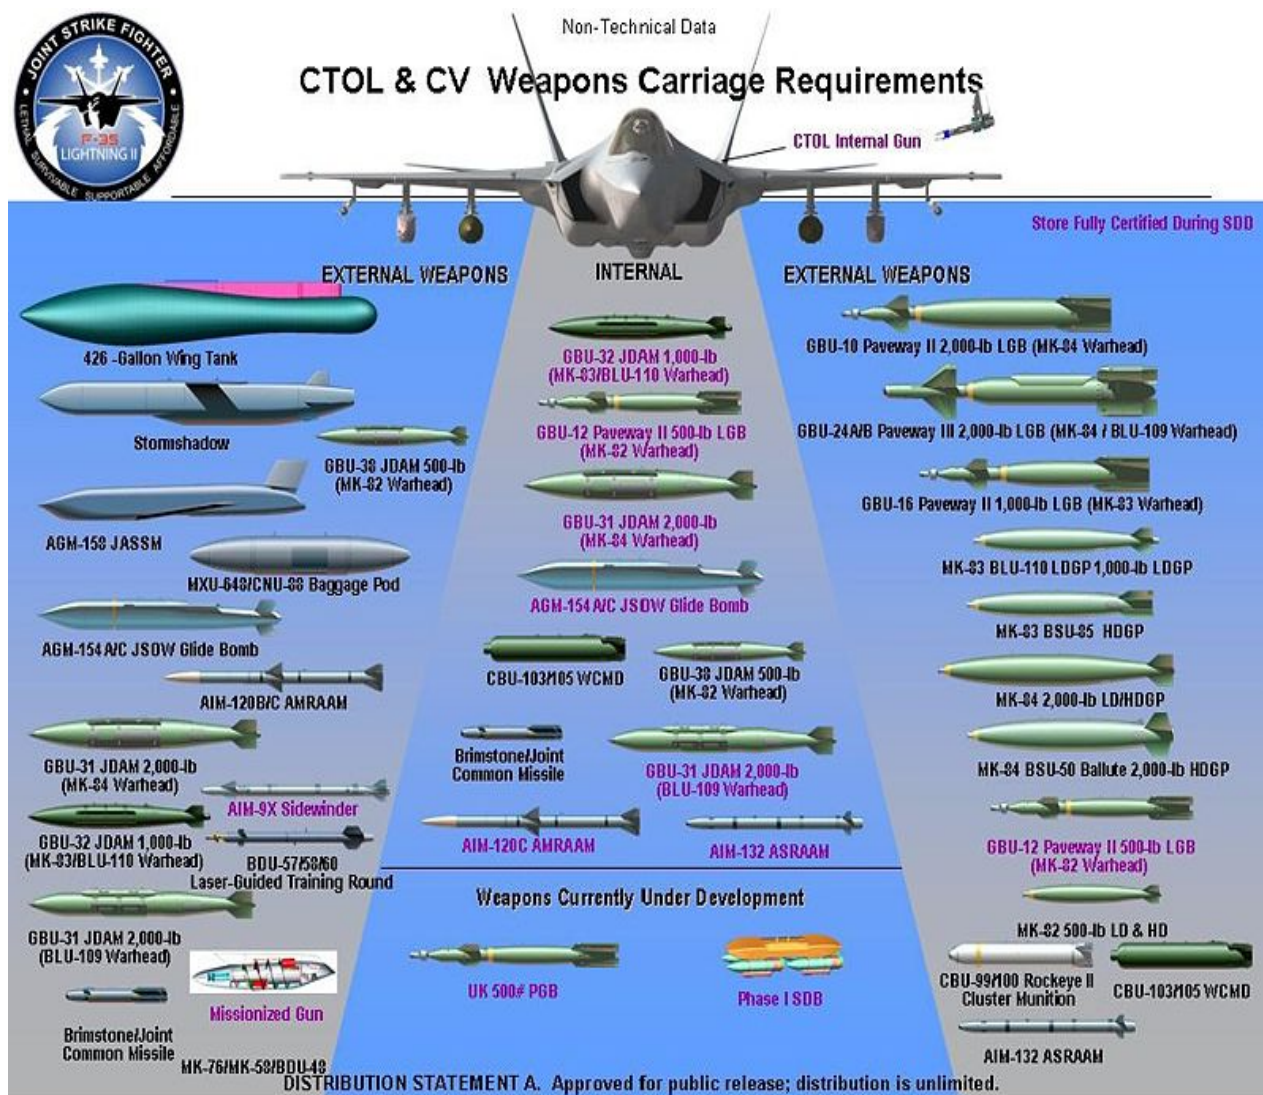 Non-Technical Data
CTOL & CV Weapons Carriage Requirements
JOINT STRIKE FIGHTER
F-35
LIGHTNING II
LETHAL SURVIVABLE SUPPORTABLE AFFORDABLE
CTOL Internal Gun
Store Fully Certified During SDD
EXTERNAL WEAPONS
426 -Gallon Wing Tank
Stormshadow
GBU-38 JDAM 500-lb
(MK-82 Warhead)
AGM-158 JASSM
MXU-648/CNU-88 Baggage Pod
AGM-154 A/C JSOW Glide Bomb
AIM-120B/C AMRAAM
GBU-31 JDAM 2,000-lb
(MK-84 Warhead)
AIM-9X Sidewinder
GBU-32 JDAM 1,000-lb
(MK-83/BLU-110 Warhead)
BDU-57/58/60
Laser-Guided Training Round
GBU-31 JDAM 2,000-lb
(BLU-109 Warhead)
Missionized Gun
Brimstone/Joint
Common Missile
MK-76/MK-58/BDU-48
INTERNAL
GBU-32 JDAM 1,000-lb
(MK-83/BLU-110 Warhead)
GBU-12 Paveway II 500-lb LGB
(MK-82 Warhead)
GBU-31 JDAM 2,000-lb
(MK-84 Warhead)
AGM-154 A/C JSOW Glide Bomb
CBU-103/105 WCMD
GBU-38 JDAM 500-lb
(MK-82 Warhead)
Brimstone/Joint
Common Missile
GBU-31 JDAM 2,000-lb
(BLU-109 Warhead)
AIM-120C AMRAAM
AIM-132 ASRAAM
Weapons Currently Under Development
UK 500# PGB
Phase I SDB
EXTERNAL WEAPONS
GBU-10 Paveway II 2,000-lb LGB (MK-84 Warhead)
GBU-24A/B Paveway III 2,000-lb LGB (MK-84 / BLU-109 Warhead)
GBU-16 Paveway II 1,000-lb LGB (MK-83 Warhead)
MK-83 BLU-110 LDGP 1,000-lb LDGP
MK-83 BSU-85 HDGP
MK-84 2,000-lb LD/HDGP
MK-84 BSU-50 Ballute 2,000-lb HDGP
GBU-12 Paveway II 500-lb LGB
(MK-82 Warhead)
MK-82 500-lb LD & HD
CBU-99/100 Rockeye II
Cluster Munition
CBU-103/105 WCMD
AIM-132 ASRAAM
DISTRIBUTION STATEMENT A. Approved for public release; distribution is unlimited.